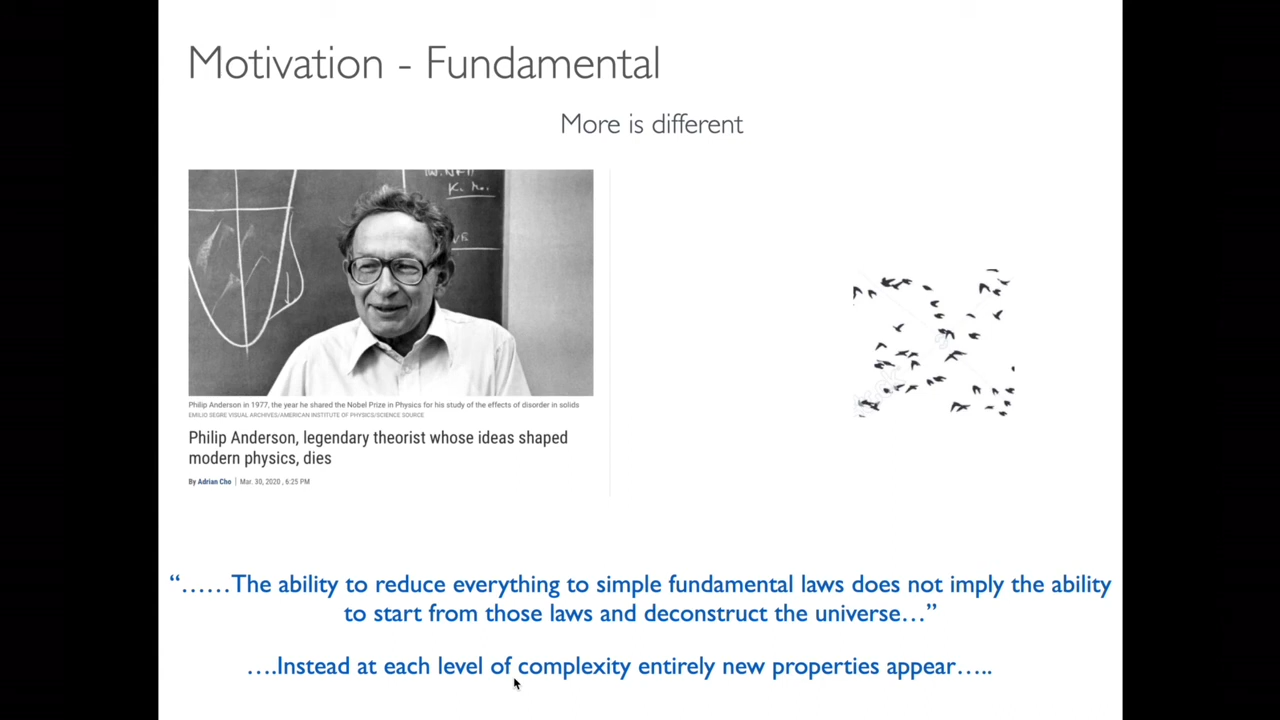 Motivation - Fundamental
More is different
Philip Anderson in 1977, the year he shared the Nobel Prize in Physics for his study of the effects of disorder in solids
EMILIO SEGRE VISUAL ARCHIVES/AMERICAN INSTITUTE OF PHYSICS/SCIENCE SOURCE
Philip Anderson, legendary theorist whose ideas shaped
modern physics, dies
By Adrian Cho | Mar. 30, 2020 , 6:25 PM
“……The ability to reduce everything to simple fundamental laws does not imply the ability
to start from those laws and deconstruct the universe…”
….Instead at each level of complexity entirely new properties appear…..